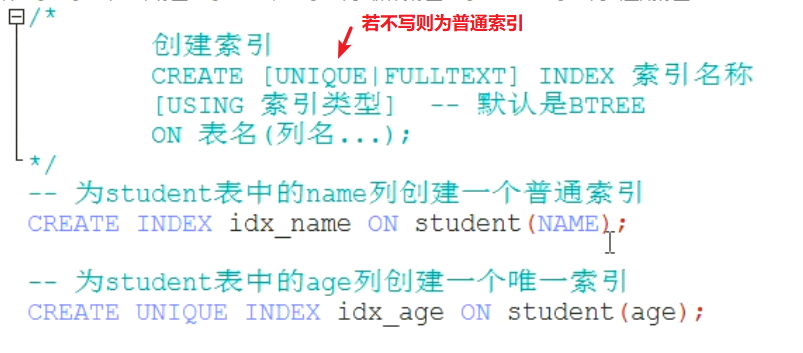 /*
若不写则为普通索引
创建索引
CREATE [UNIQUE|FULLTEXT] INDEX 索引名称
[USING 索引类型] -- 默认是BTREE
ON 表名(列名...);
*/
-- 为student表中的name列创建一个普通索引
CREATE INDEX idx_name ON student(NAME);
-- 为student表中的age列创建一个唯一索引
CREATE UNIQUE INDEX idx_age ON student(age);